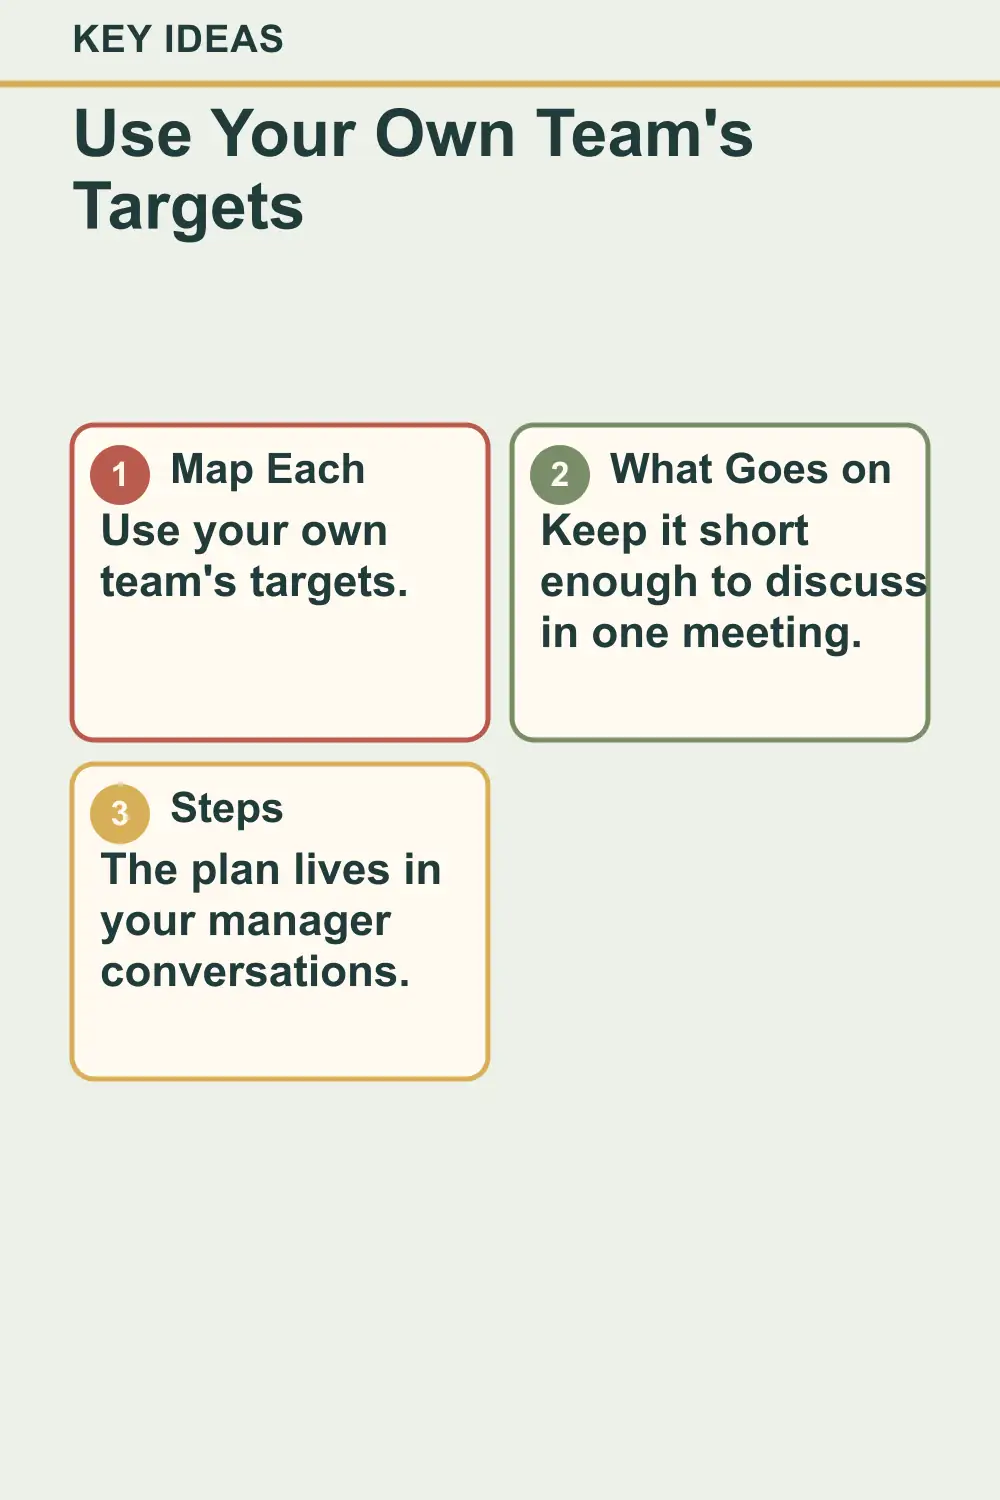 KEY IDEAS
Use Your Own Team's
Targets
1 Map Each
Use your own
team's targets.
2 What Goes on
Keep it short
enough to discuss
in one meeting.
3 Steps
The plan lives in
your manager
conversations.